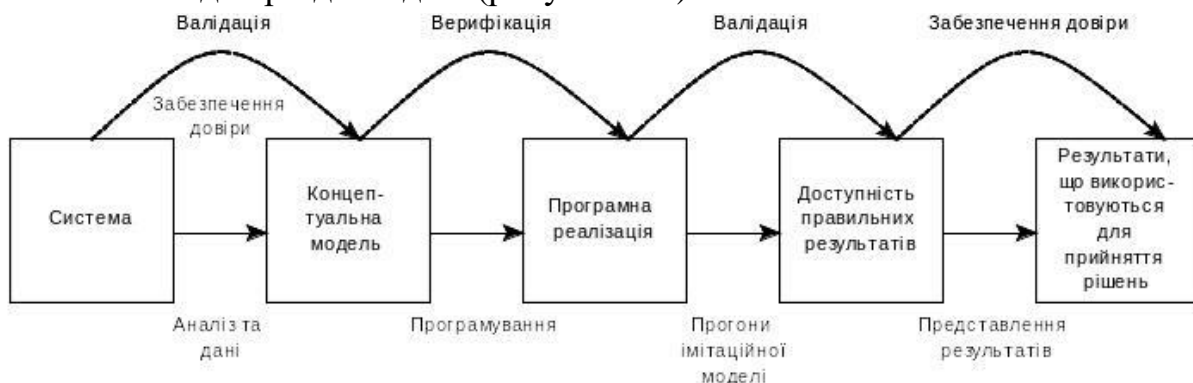 Валідація
Верифікація
Валідація
Забезпечення довіри
Забезпечення
довіри
Система
Концеп-
туальна
модель
Програмна
реалізація
Доступність
правильних
результатів
Результати,
що викорис-
товуються
для
прийняття
рішень
Аналіз та
дані
Програмування
Прогони
імітаційної
моделі
Представлення
результатів